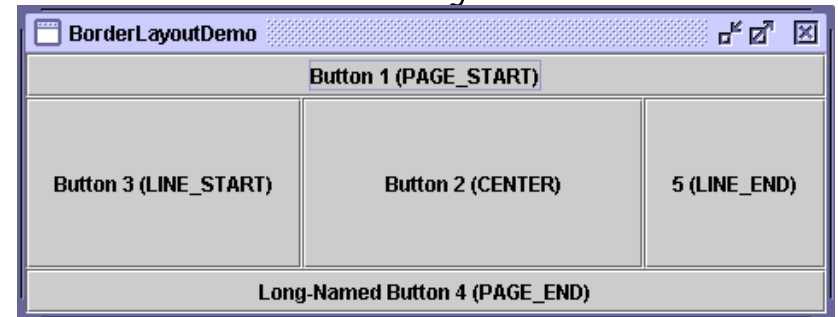 BorderLayoutDemo
Button 1 (PAGE_START)
Button 3 (LINE_START) Button 2 (CENTER) 5 (LINE_END)
Long-Named Button 4 (PAGE_END)